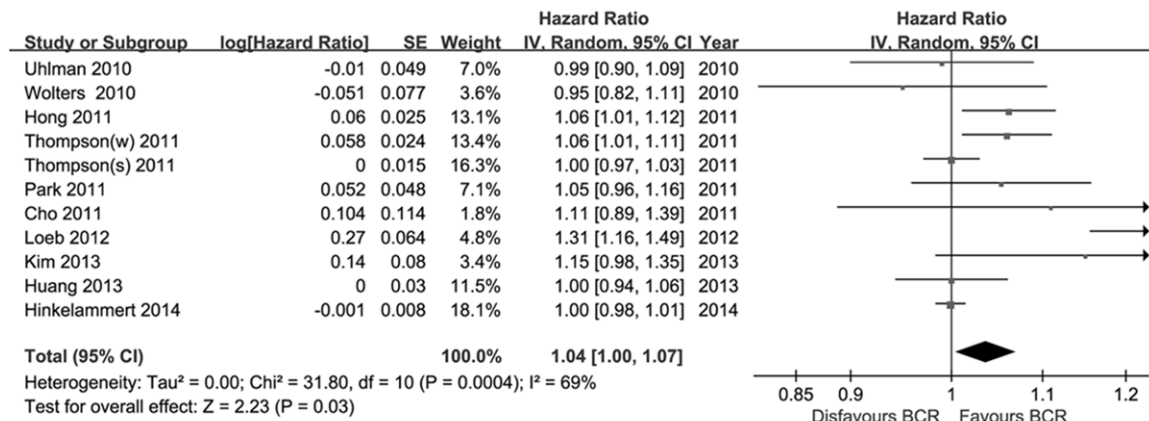 Hazard Ratio Hazard Ratio
Study or Subgroup log[Hazard Ratio] SE Weight IV, Random, 95% CI Year IV, Random, 95% CI
Uhlman 2010 -0.01 0.049 7.0% 0.99 [0.90, 1.09] 2010
Wolters 2010 -0.051 0.077 3.6% 0.95 [0.82, 1.11] 2010
Hong 2011 0.06 0.025 13.1% 1.06 [1.01, 1.12] 2011
Thompson(w) 2011 0.058 0.024 13.4% 1.06 [1.01, 1.11] 2011
Thompson(s) 2011 0 0.015 16.3% 1.00 [0.97, 1.03] 2011
Park 2011 0.052 0.048 7.1% 1.05 [0.96, 1.16] 2011
Cho 2011 0.104 0.114 1.8% 1.11 [0.89, 1.39] 2011
Loeb 2012 0.27 0.064 4.8% 1.31 [1.16, 1.49] 2012
Kim 2013 0.14 0.08 3.4% 1.15 [0.98, 1.35] 2013
Huang 2013 0 0.03 11.5% 1.00 [0.94, 1.06] 2013
Hinkelammert 2014 -0.001 0.008 18.1% 1.00 [0.98, 1.01] 2014
Total (95% CI) 100.0% 1.04 [1.00, 1.07]
Heterogeneity: Tau² = 0.00; Chi² = 31.80, df = 10 (P = 0.0004); I² = 69%
Test for overall effect: Z = 2.23 (P = 0.03)
0.85 0.9 1 1.1 1.2
Disfavours BCR Favours BCR